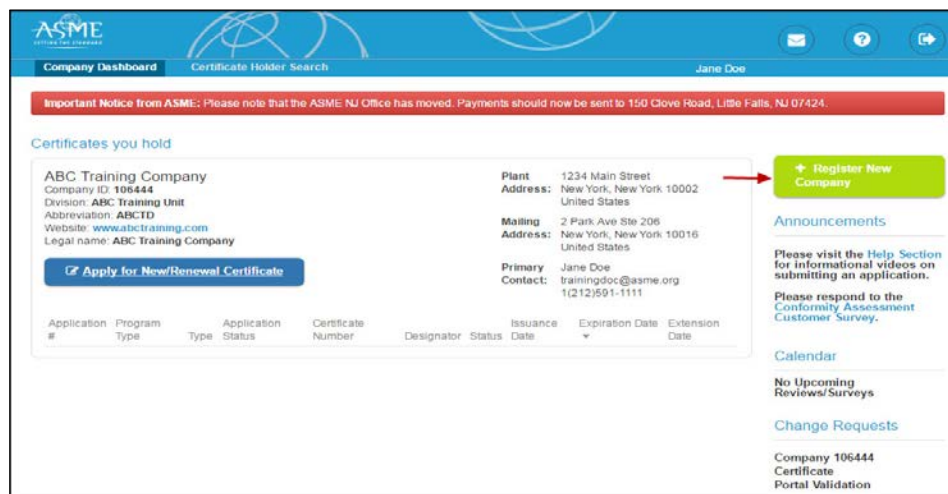 ASME
SETTING THE STANDARD
Company Dashboard
Certificate Holder Search
Jane Doe
Important Notice from ASME: Please note that the ASME NJ Office has moved. Payments should now be sent to 150 Clove Road, Little Falls, NJ 07424.
Certificates you hold
ABC Training Company
Company ID: 106444
Division: ABC Training Unit
Abbreviation: ABCTD
Website: www.abctraining.com
Legal name: ABC Training Company
Apply for New/Renewal Certificate
Plant Address: 1234 Main Street
New York, New York 10002
United States
Mailing Address: 2 Park Ave Ste 206
New York, New York 10016
United States
Primary Contact: Jane Doe
trainingdoc@asme.org
1(212)591-1111
Application # Program Type Type Application Status Certificate Number Designator Status Issuance Date Expiration Date Extension Date
+ Register New
Company
Announcements
Please visit the Help Section
for informational videos on
submitting an application.
Please respond to the
Conformity Assessment
Customer Survey.
Calendar
No Upcoming
Reviews/Surveys
Change Requests
Company 106444
Certificate
Portal Validation